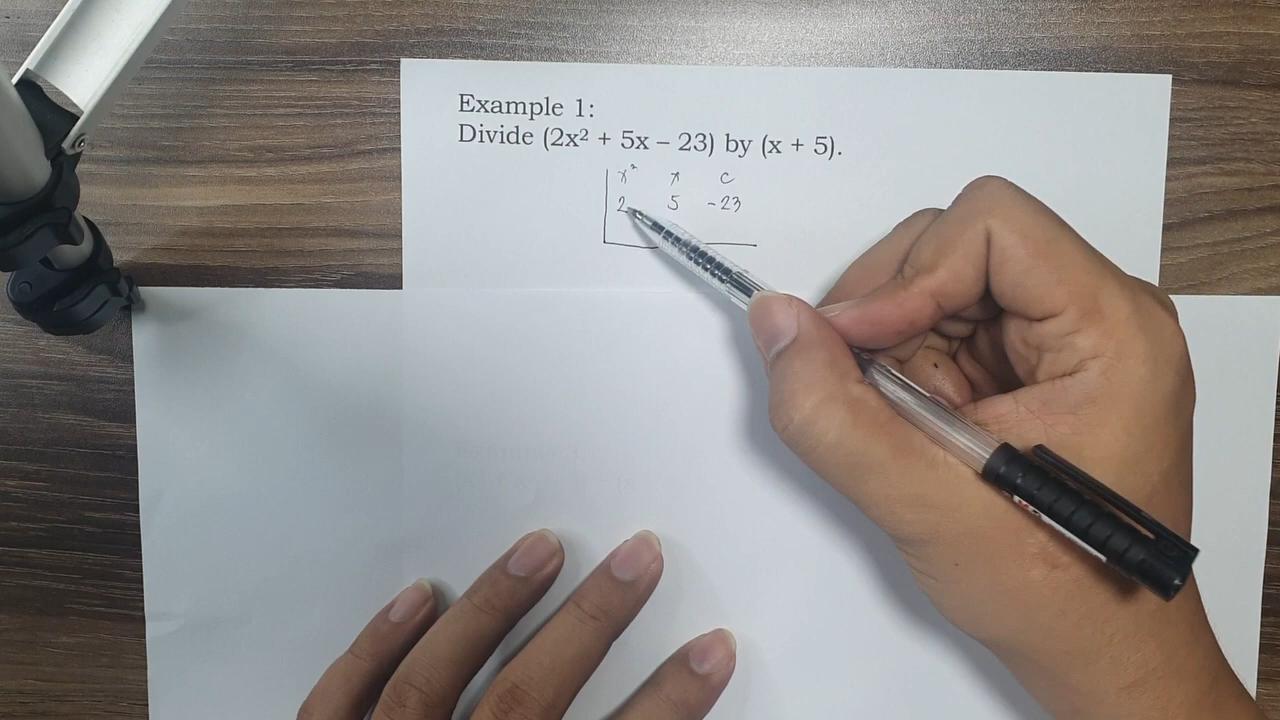 Example 1:
Divide (2x² + 5x – 23) by (x + 5).
x² x c
2 5 -23